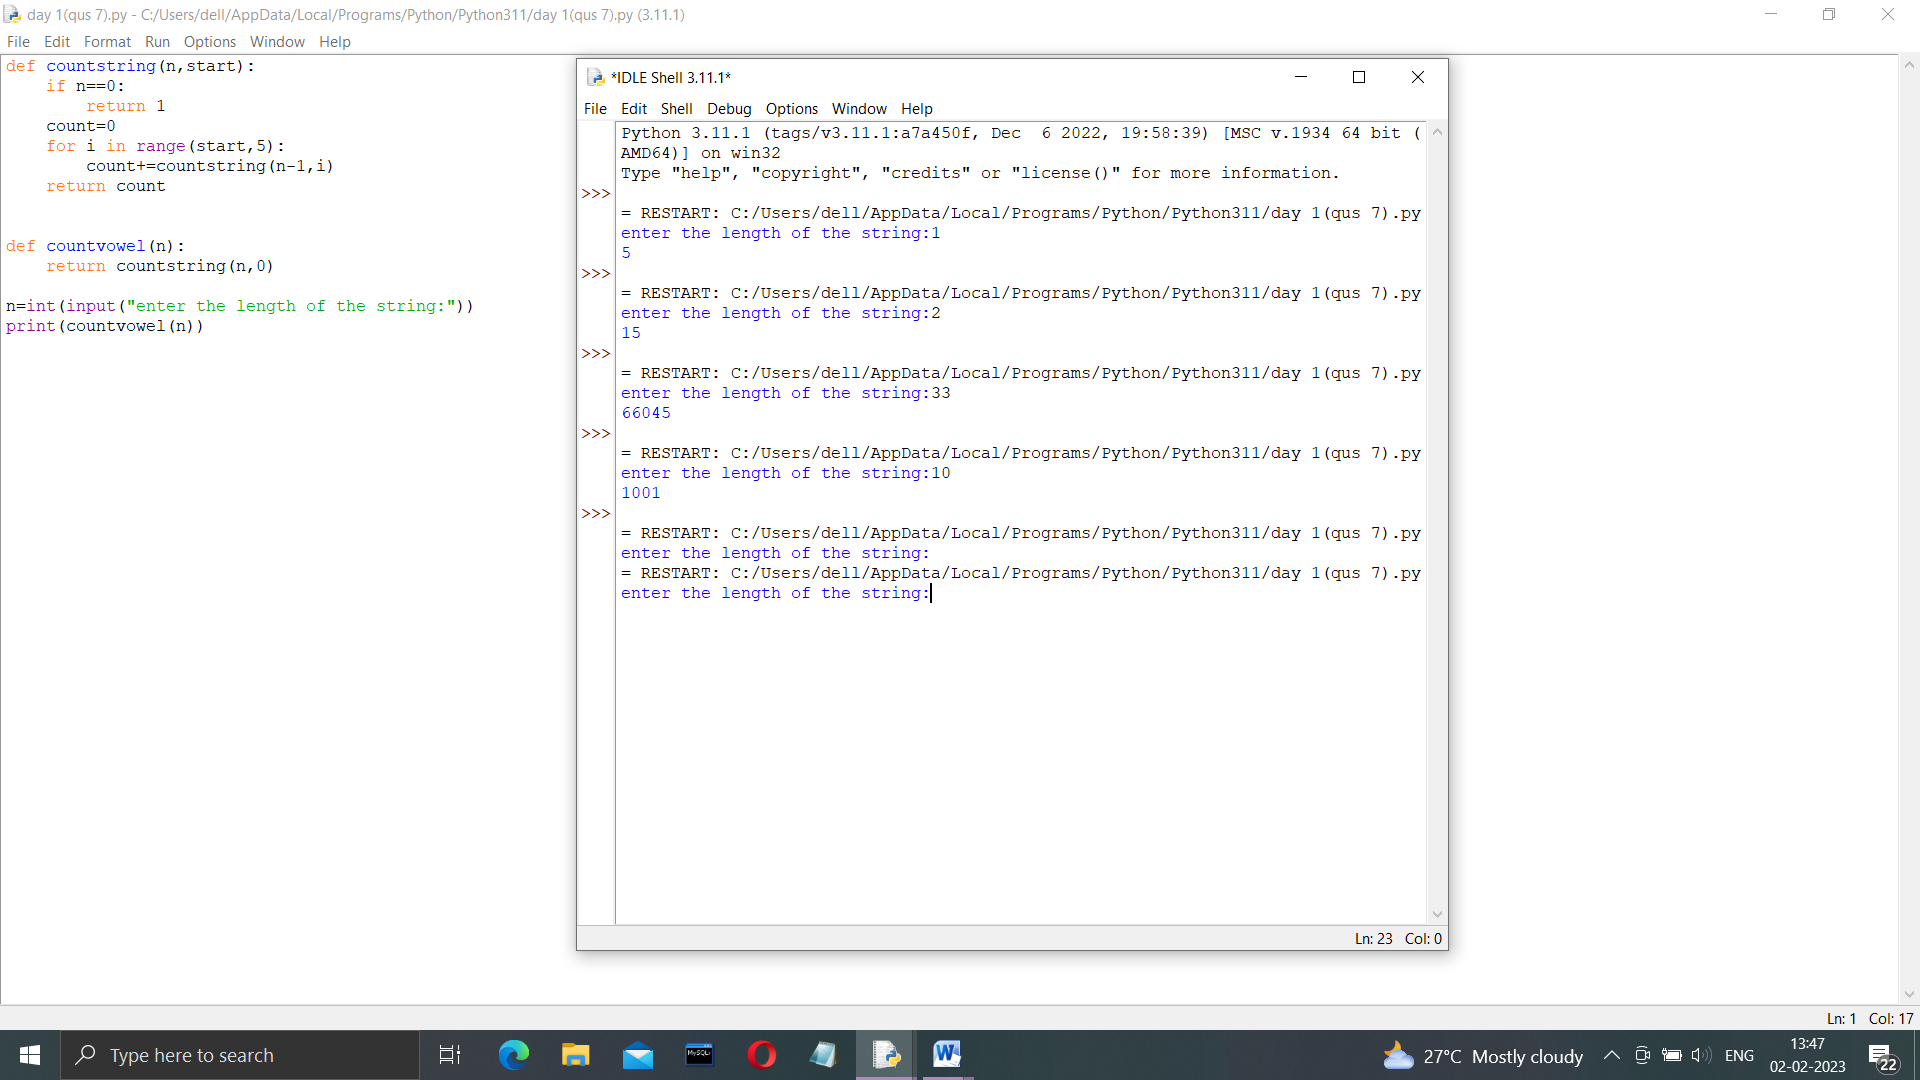 day 1(qus 7).py - C:/Users/dell/AppData/Local/Programs/Python/Python311/day 1(qus 7).py (3.11.1)
File Edit Format Run Options Window Help
def countstring(n,start):
    if n==0:
        return 1
    count=0
    for i in range(start,5):
        count+=countstring(n-1,i)
    return count
def countvowel(n):
    return countstring(n,0)
n=int(input("enter the length of the string:"))
print(countvowel(n))
*IDLE Shell 3.11.1*
File Edit Shell Debug Options Window Help
Python 3.11.1 (tags/v3.11.1:a7a450f, Dec  6 2022, 19:58:39) [MSC v.1934 64 bit (
AMD64)] on win32
Type "help", "copyright", "credits" or "license()" for more information.
>>>
= RESTART: C:/Users/dell/AppData/Local/Programs/Python/Python311/day 1(qus 7).py
enter the length of the string:1
5
>>>
= RESTART: C:/Users/dell/AppData/Local/Programs/Python/Python311/day 1(qus 7).py
enter the length of the string:2
15
>>>
= RESTART: C:/Users/dell/AppData/Local/Programs/Python/Python311/day 1(qus 7).py
enter the length of the string:33
66045
>>>
= RESTART: C:/Users/dell/AppData/Local/Programs/Python/Python311/day 1(qus 7).py
enter the length of the string:10
1001
>>>
= RESTART: C:/Users/dell/AppData/Local/Programs/Python/Python311/day 1(qus 7).py
enter the length of the string:
= RESTART: C:/Users/dell/AppData/Local/Programs/Python/Python311/day 1(qus 7).py
enter the length of the string:
Ln: 23 Col: 0
Ln: 1 Col: 17
Type here to search
MySQL
W
27°C Mostly cloudy
ENG
13:47
02-02-2023
22